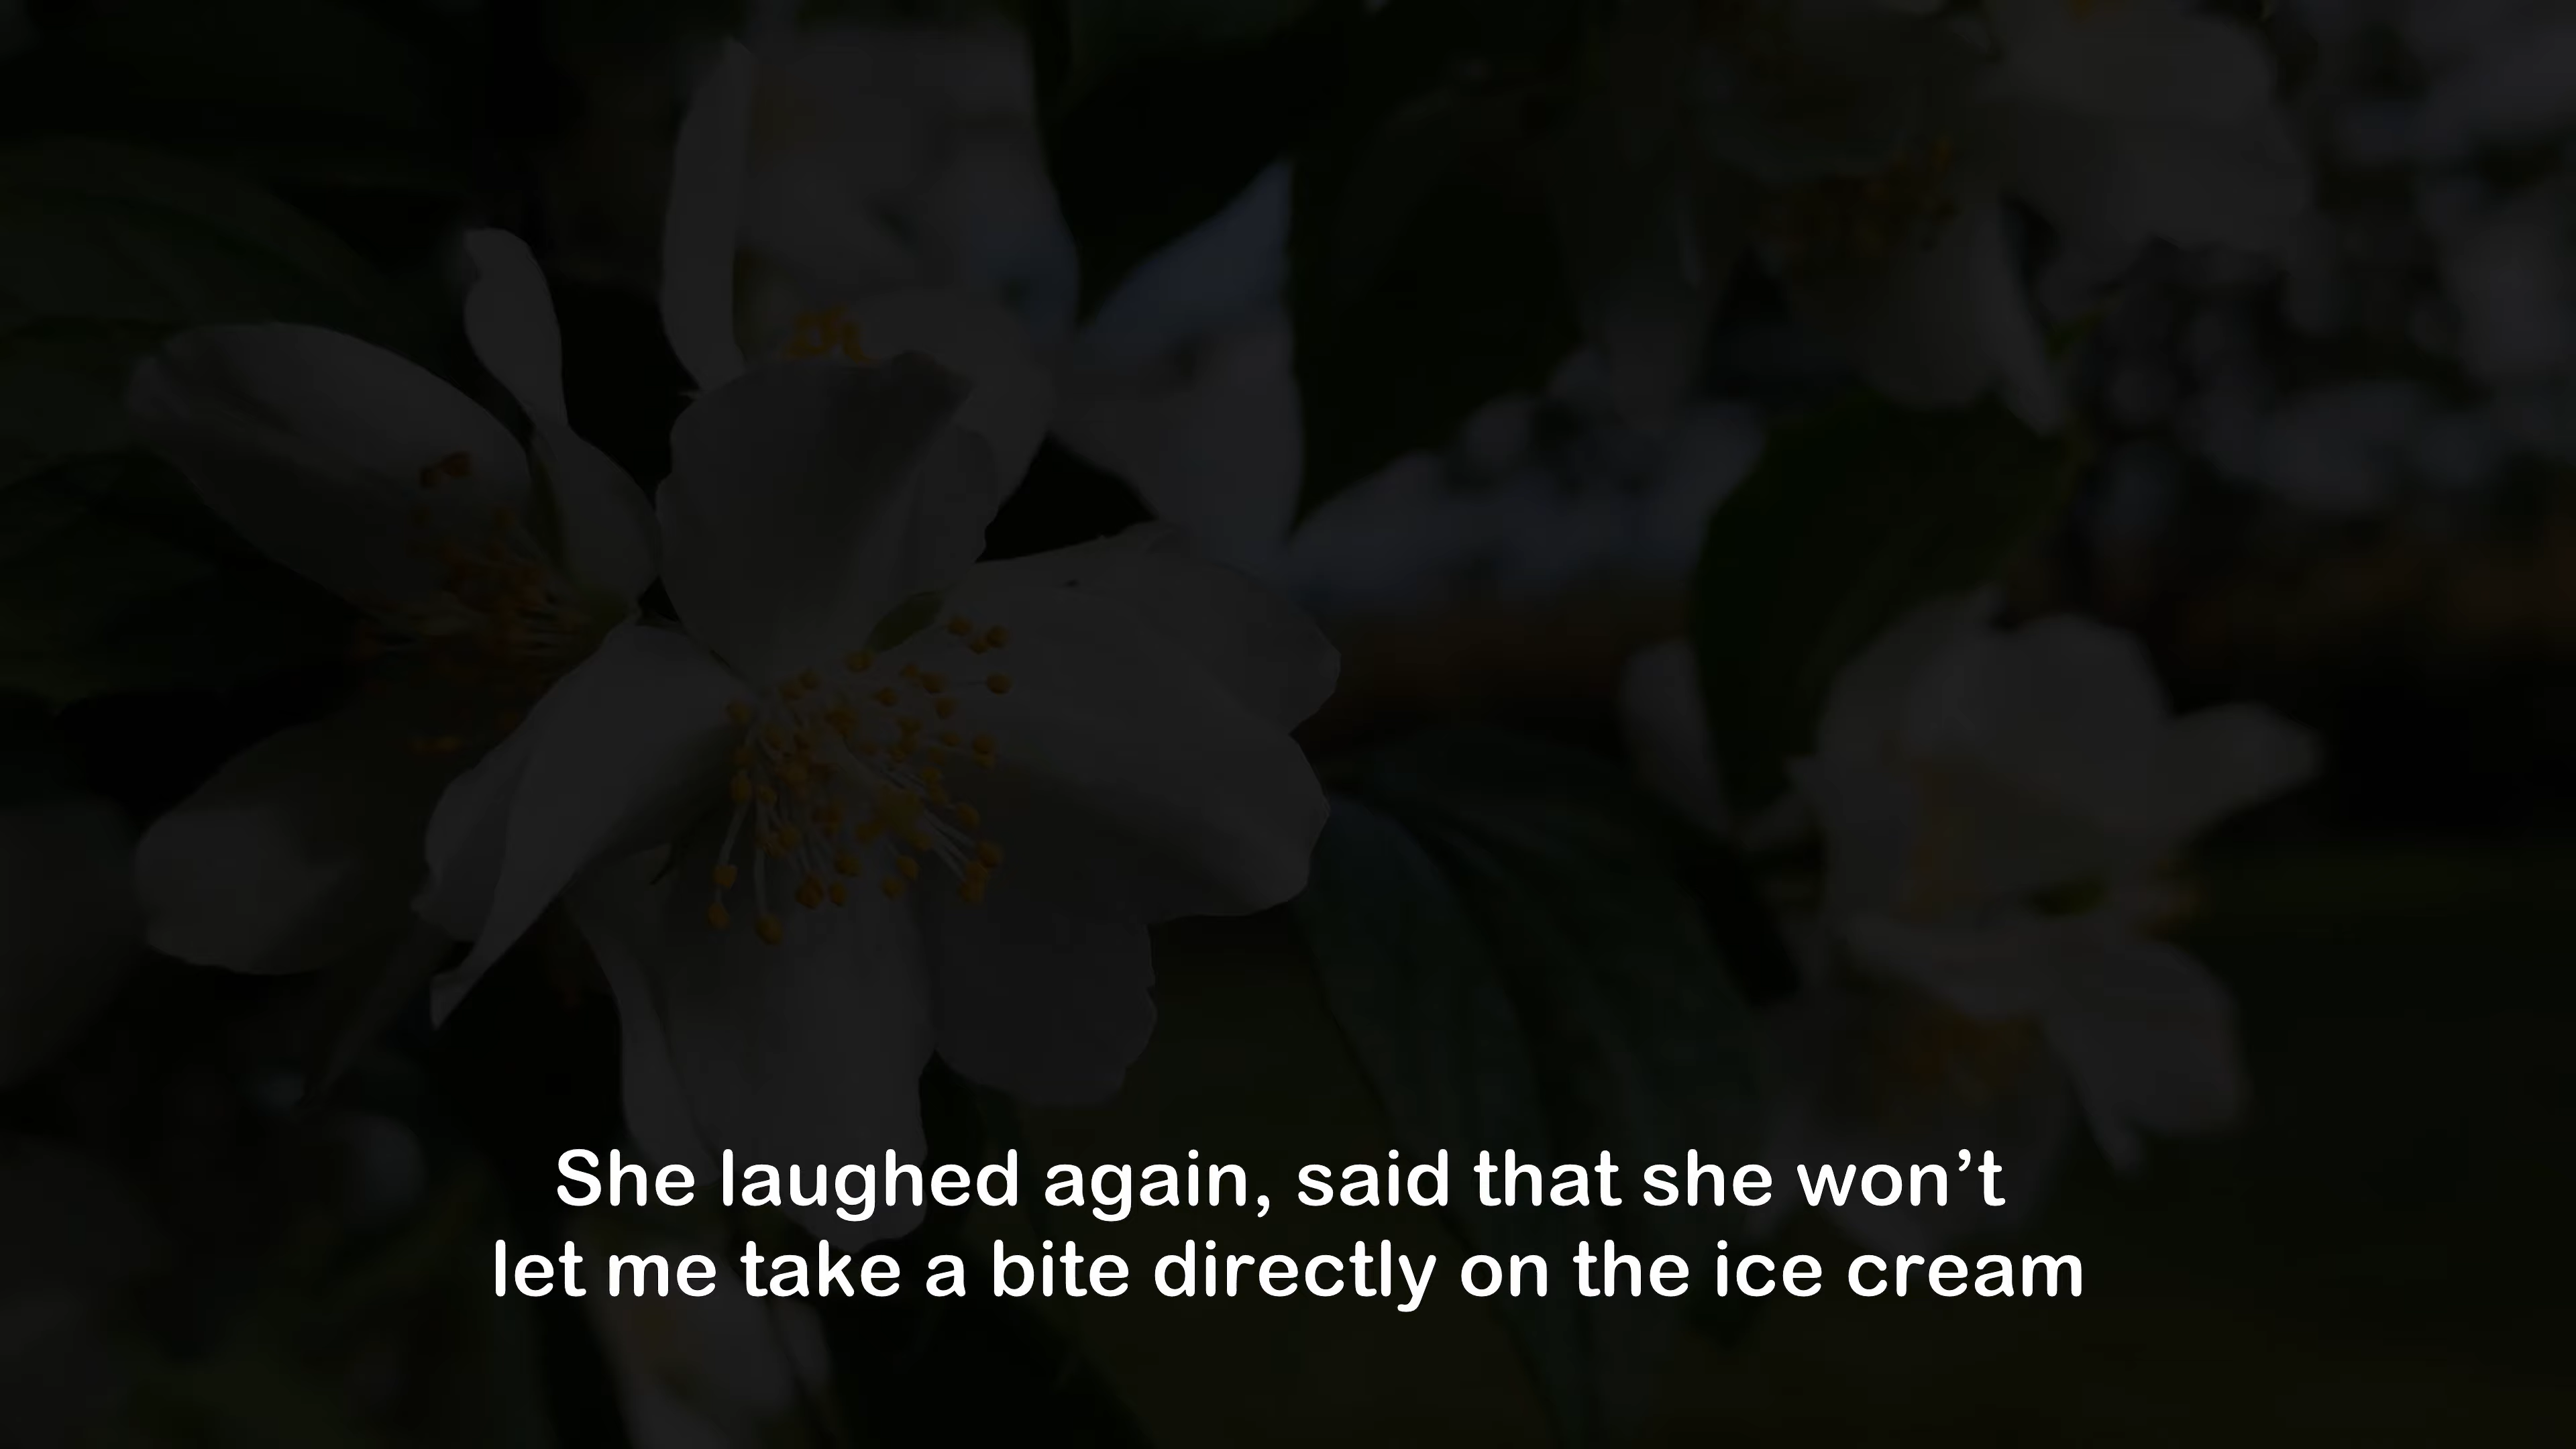 She laughed again, said that she won’t
let me take a bite directly on the ice cream